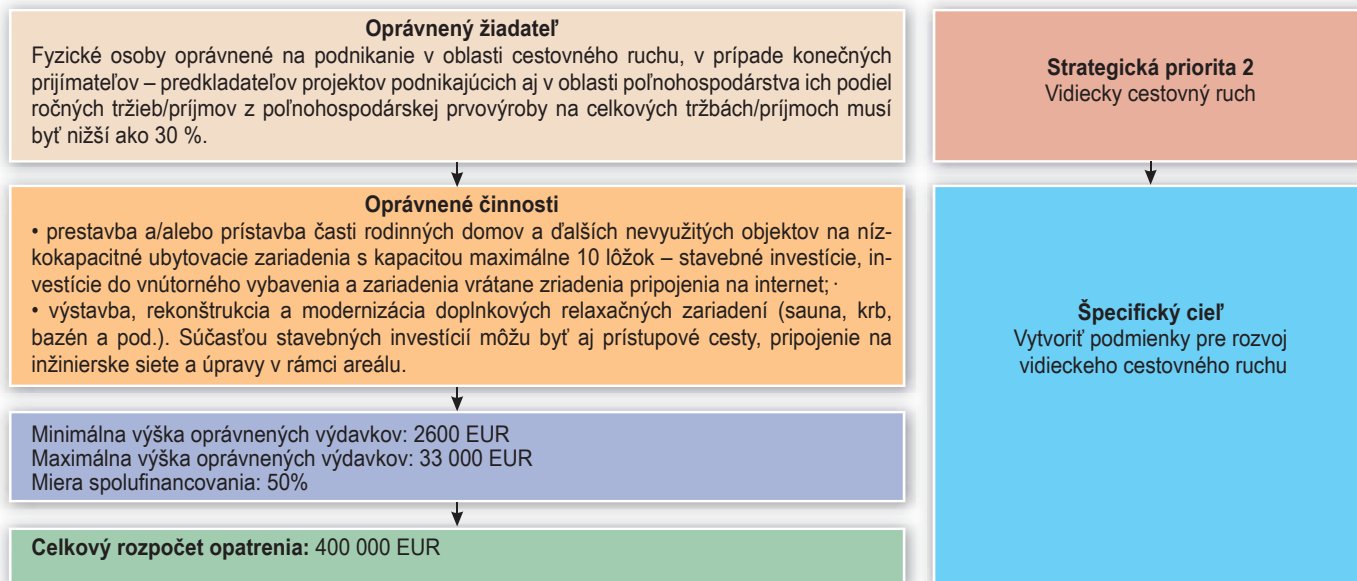 Oprávnený žiadateľ
Fyzické osoby oprávnené na podnikanie v oblasti cestovného ruchu, v prípade konečných
prijímateľov – predkladateľov projektov podnikajúcich aj v oblasti poľnohospodárstva ich podiel
ročných tržieb/príjmov z poľnohospodárskej prvovýroby na celkových tržbách/príjmoch musí
byť nižší ako 30 %.
Oprávnené činnosti
• prestavba a/alebo prístavba časti rodinných domov a ďalších nevyužitých objektov na níz-
kokapacitné ubytovacie zariadenia s kapacitou maximálne 10 lôžok – stavebné investície, in-
vestície do vnútorného vybavenia a zariadenia vrátane zriadenia pripojenia na internet; ·
• výstavba, rekonštrukcia a modernizácia doplnkových relaxačných zariadení (sauna, krb,
bazén a pod.). Súčasťou stavebných investícií môžu byť aj prístupové cesty, pripojenie na
inžinierske siete a úpravy v rámci areálu.
Minimálna výška oprávnených výdavkov: 2600 EUR
Maximálna výška oprávnených výdavkov: 33 000 EUR
Miera spolufinancovania: 50%
Celkový rozpočet opatrenia: 400 000 EUR
Strategická priorita 2
Vidiecky cestovný ruch
Špecifický cieľ
Vytvoriť podmienky pre rozvoj
vidieckeho cestovného ruchu